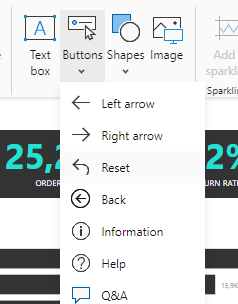 Text
box
Buttons
Shapes
Image
Add
sparkl
Sparklin
Left arrow
Right arrow
Reset
Back
Information
Help
Q&A
25,2
2%
ORDER
URN RAT
13,9K